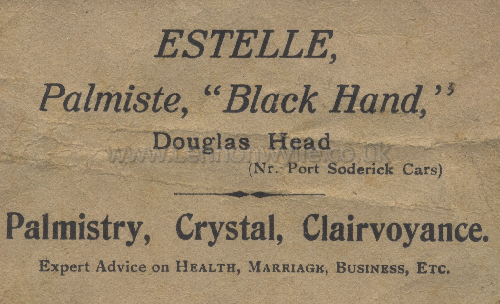 ESTELLE,
Palmiste, "Black Hand,"
Douglas Head
(Nr. Port Soderick Cars)
Palmistry, Crystal, Clairvoyance.
Expert Advice on HEALTH, MARRIAGE, BUSINESS, ETC.